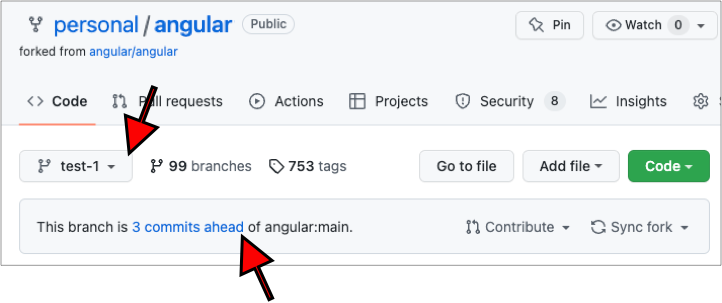 personal / angular Public Pin Watch 0
forked from angular/angular
Code Pull requests Actions Projects Security 8 Insights
test-1 99 branches 753 tags Go to file Add file Code
This branch is 3 commits ahead of angular:main. Contribute Sync fork